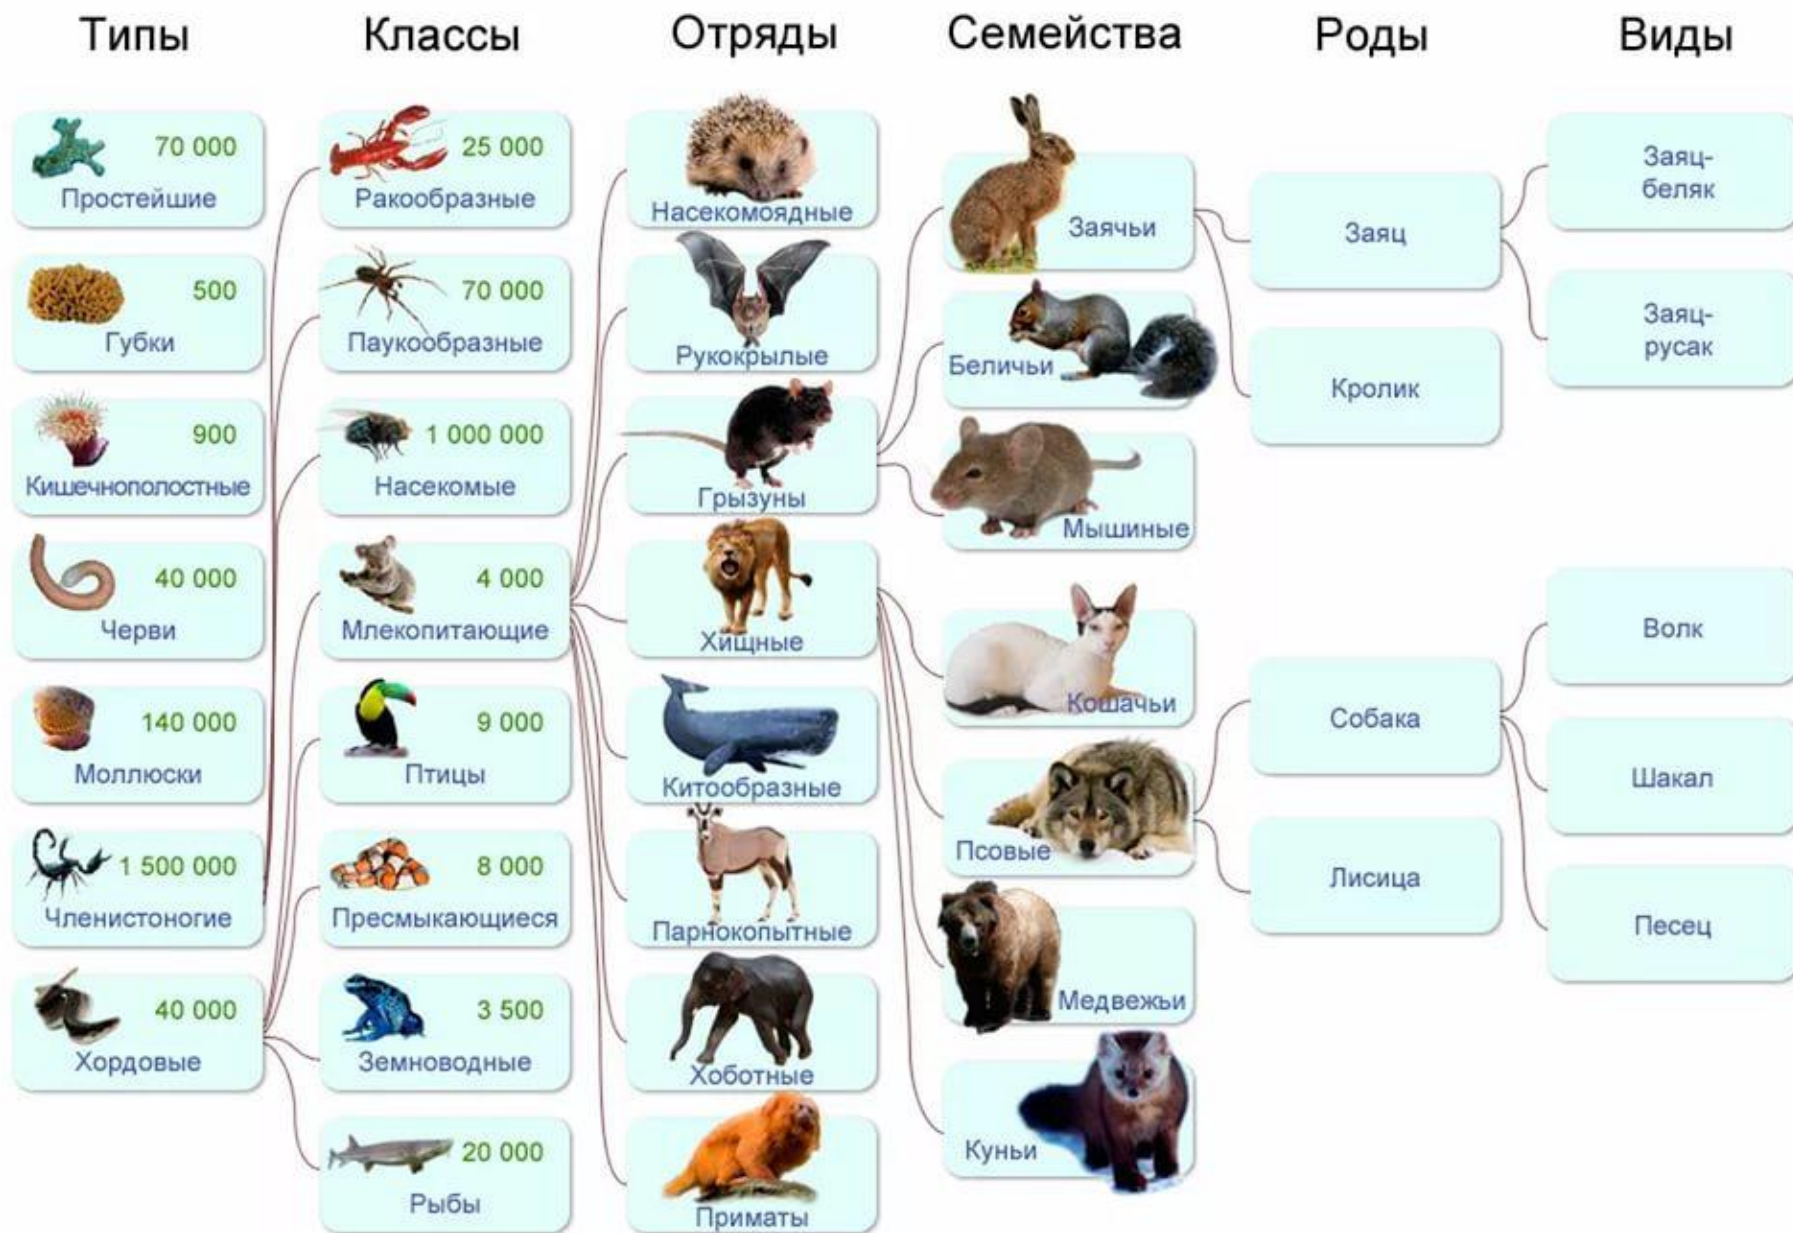 Типы
Классы
Отряды
Семейства
Роды
Виды
70 000
Простейшие
500
Губки
900
Кишечнополостные
40 000
Черви
140 000
Моллюски
1 500 000
Членистоногие
40 000
Хордовые
25 000
Ракообразные
70 000
Паукообразные
1 000 000
Насекомые
4 000
Млекопитающие
9 000
Птицы
8 000
Пресмыкающиеся
3 500
Земноводные
20 000
Рыбы
Насекомоядные
Рукокрылые
Грызуны
Хищные
Китообразные
Парнокопытные
Хоботные
Приматы
Заячьи
Беличьи
Мышиные
Кошачьи
Псовые
Медвежьи
Куньи
Заяц
Кролик
Собака
Лисица
Заяц-
беляк
Заяц-
русак
Волк
Шакал
Песец